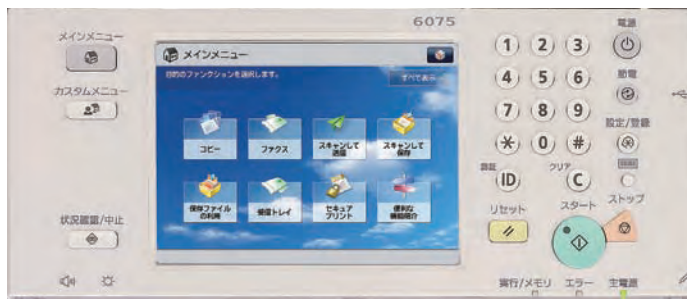 6075
メインメニュー
カスタムメニュー
状況確認/中止
メインメニュー
目的のファンクションを選択します。
すべて表示
コピー
ファクス
スキャンして
送信
スキャンして
保存
保存ファイル
の利用
受信トレイ
セキュア
プリント
便利な
機能紹介
1 2 3
4 5 6
7 8 9
* 0 #
認証
ID
クリア
C
リセット
スタート
ストップ
電源
節電
設定/登録
実行/メモリ
エラー
主電源